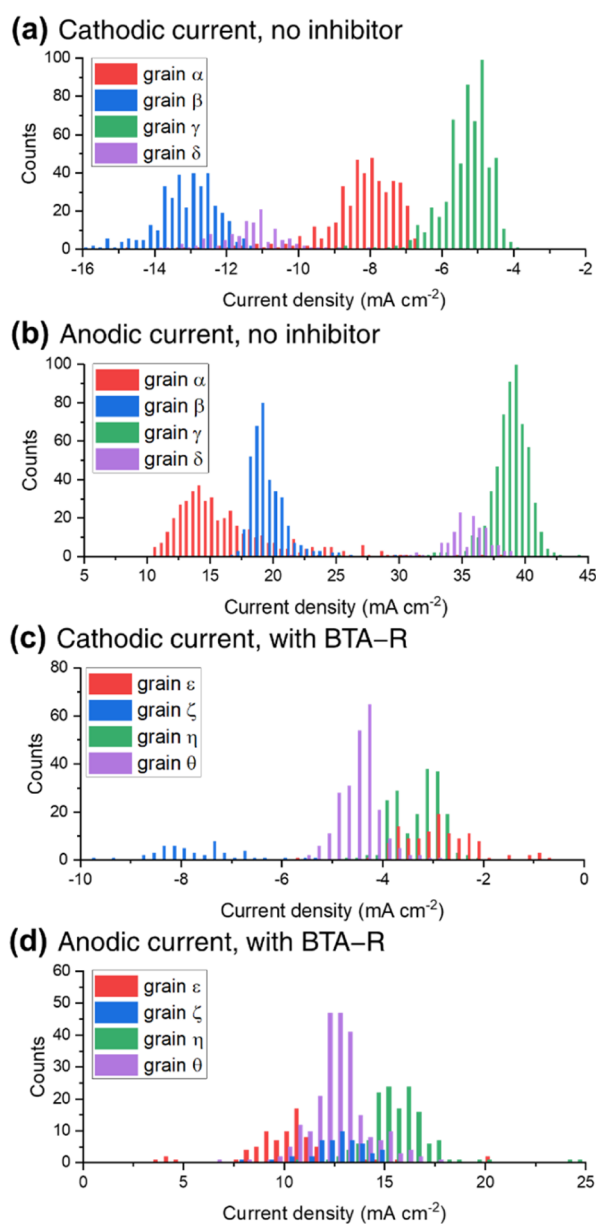 (a) Cathodic current, no inhibitor
100
80
60
40
20
0
Counts
grain α
grain β
grain γ
grain δ
-16 -14 -12 -10 -8 -6 -4 -2
Current density (mA cm⁻²)
(b) Anodic current, no inhibitor
100
80
60
40
20
0
Counts
grain α
grain β
grain γ
grain δ
5 10 15 20 25 30 35 40 45
Current density (mA cm⁻²)
(c) Cathodic current, with BTA–R
80
60
40
20
0
Counts
grain ε
grain ζ
grain η
grain θ
-10 -8 -6 -4 -2 0
Current density (mA cm⁻²)
(d) Anodic current, with BTA–R
60
50
40
30
20
10
0
Counts
grain ε
grain ζ
grain η
grain θ
0 5 10 15 20 25
Current density (mA cm⁻²)